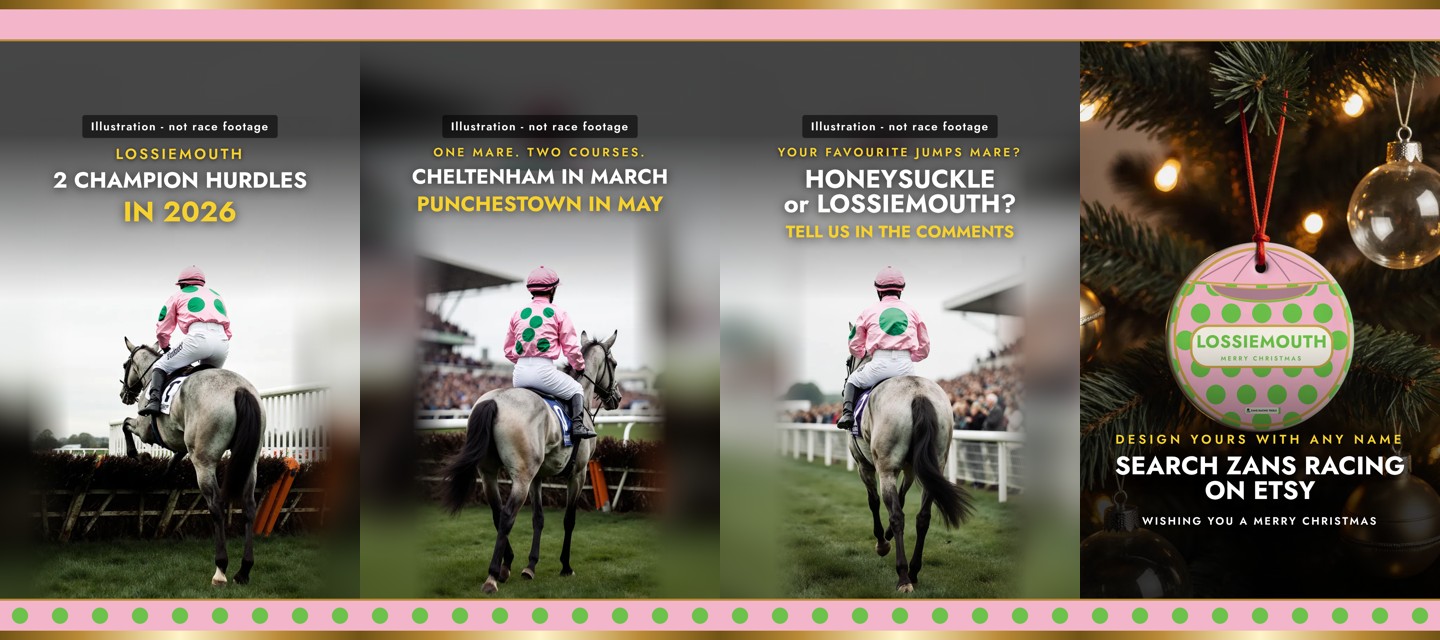 Illustration - not race footage
LOSSIEMOUTH
2 CHAMPION HURDLES
IN 2026
Illustration - not race footage
ONE MARE. TWO COURSES.
CHELTENHAM IN MARCH
PUNCHESTOWN IN MAY
Illustration - not race footage
YOUR FAVOURITE JUMPS MARE?
HONEYSUCKLE
or LOSSIEMOUTH?
TELL US IN THE COMMENTS
LOSSIEMOUTH
MERRY CHRISTMAS
DESIGN YOURS WITH ANY NAME
SEARCH ZANS RACING
ON ETSY
WISHING YOU A MERRY CHRISTMAS